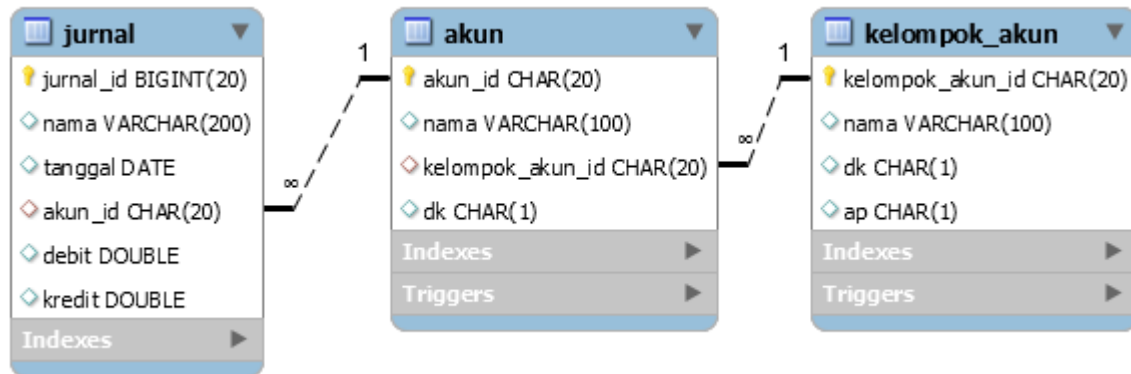 jurnal
jurnal_id BIGINT(20)
nama VARCHAR(200)
tanggal DATE
akun_id CHAR(20)
debit DOUBLE
kredit DOUBLE
Indexes
1
∞
akun
akun_id CHAR(20)
nama VARCHAR(100)
kelompok_akun_id CHAR(20)
dk CHAR(1)
Indexes
Triggers
1
∞
kelompok_akun
kelompok_akun_id CHAR(20)
nama VARCHAR(100)
dk CHAR(1)
ap CHAR(1)
Indexes
Triggers